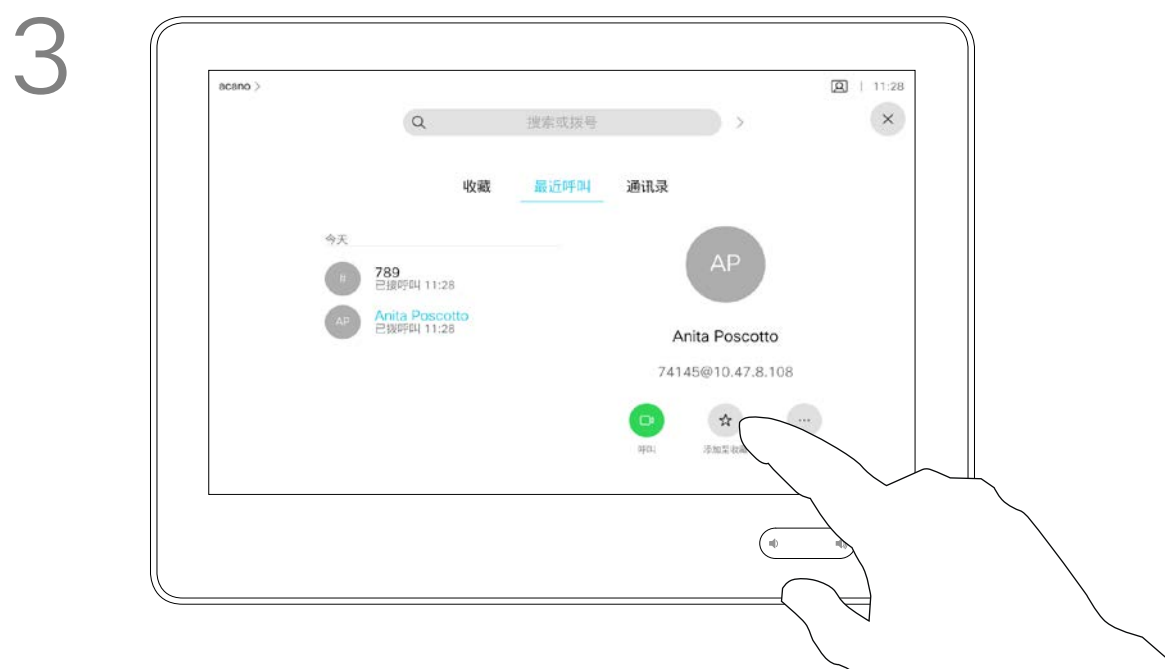 3
acano >
11:28
搜索或拨号
收藏 最近呼叫 通讯录
今天
#
789
已接呼叫 11:28
AP
Anita Poscotto
已拨呼叫 11:28
AP
Anita Poscotto
74145@10.47.8.108
呼叫 添加至收藏